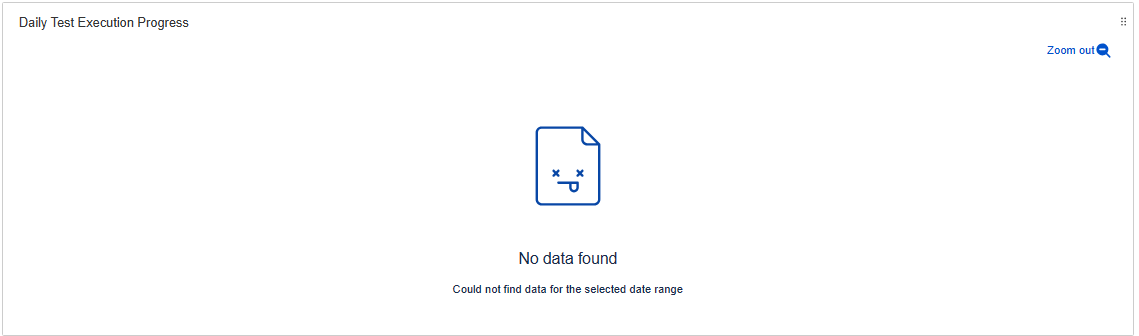 Daily Test Execution Progress
Zoom out
No data found
Could not find data for the selected date range